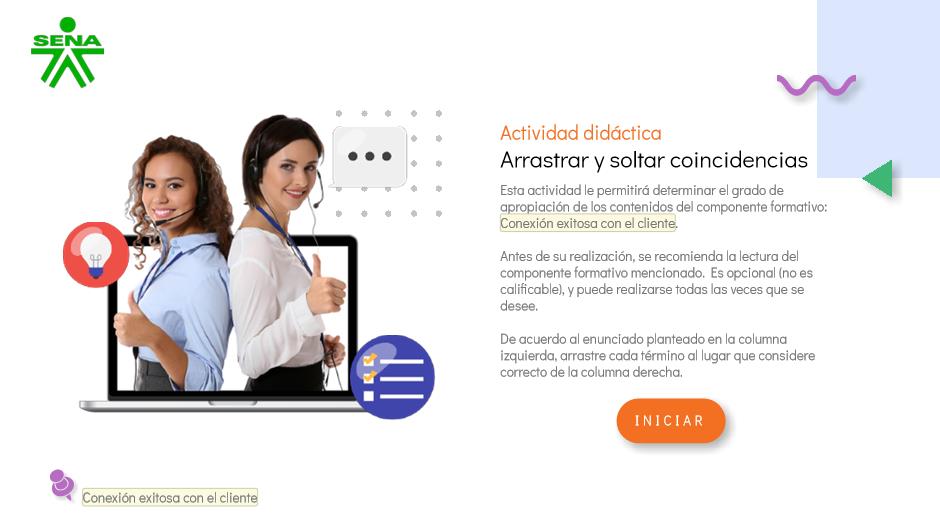 SENA
Actividad didáctica
Arrastrar y soltar coincidencias
Esta actividad le permitirá determinar el grado de
apropiación de los contenidos del componente formativo:
Conexión exitosa con el cliente.
Antes de su realización, se recomienda la lectura del
componente formativo mencionado. Es opcional (no es
calificable), y puede realizarse todas las veces que se
desee.
De acuerdo al enunciado planteado en la columna
izquierda, arrastre cada término al lugar que considere
correcto de la columna derecha.
INICIAR
Conexión exitosa con el cliente